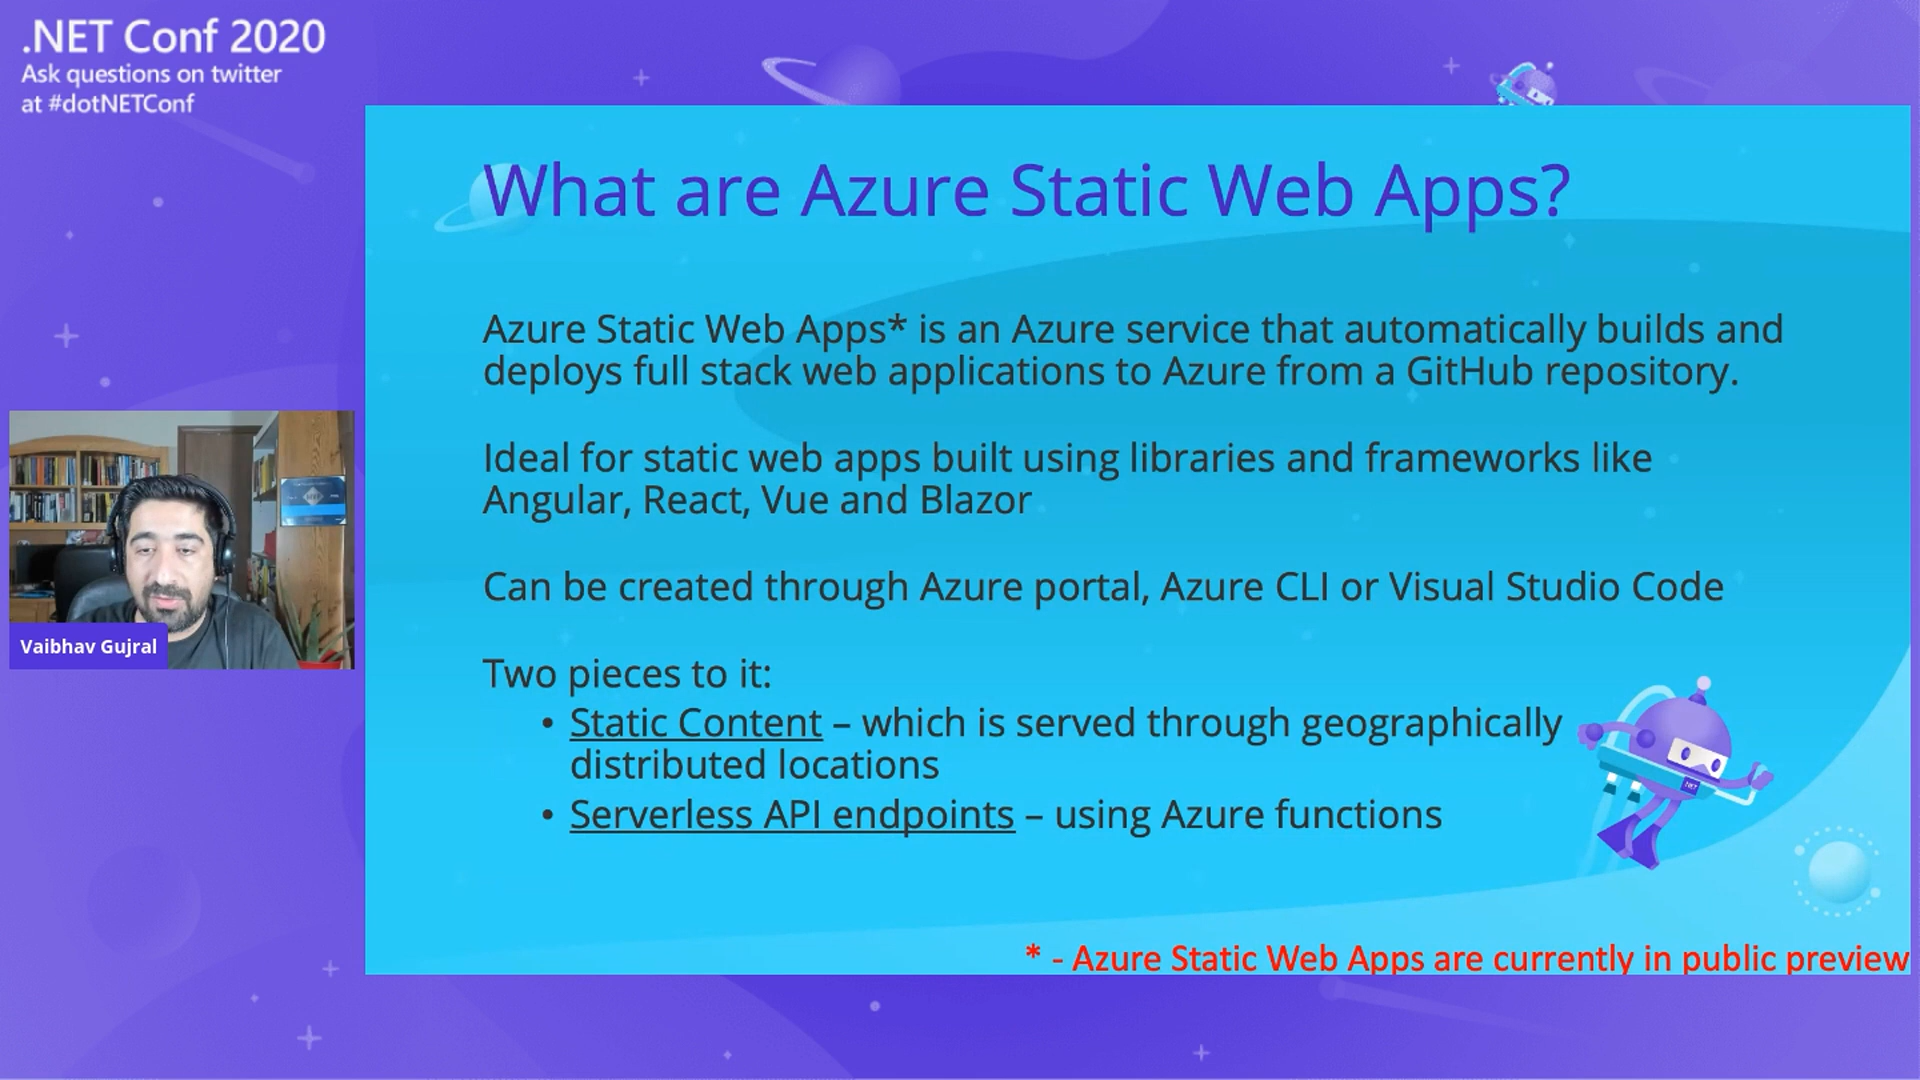 .NET Conf 2020
Ask questions on twitter
at #dotNETConf
What are Azure Static Web Apps?
Azure Static Web Apps* is an Azure service that automatically builds and
deploys full stack web applications to Azure from a GitHub repository.
Ideal for static web apps built using libraries and frameworks like
Angular, React, Vue and Blazor
Can be created through Azure portal, Azure CLI or Visual Studio Code
Two pieces to it:
• Static Content – which is served through geographically
distributed locations
• Serverless API endpoints – using Azure functions
.NET
* - Azure Static Web Apps are currently in public preview
Vaibhav Gujral